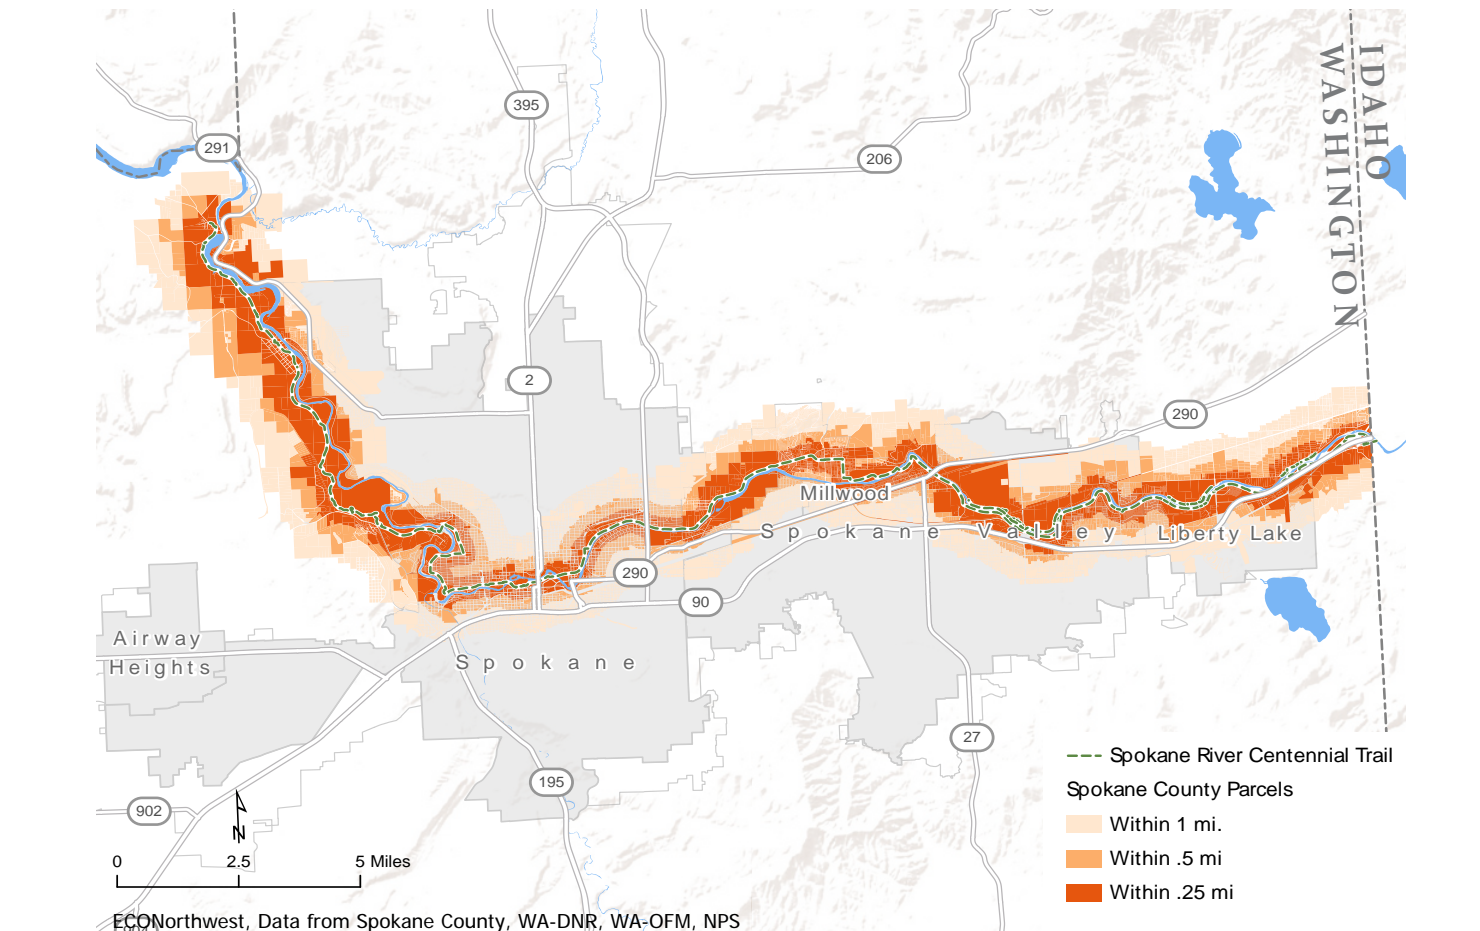 IDAHO
WASHINGTON
395
291
206
2
290
290
Millwood
Spokane Valley
Liberty Lake
290
90
Airway
Heights
Spokane
27
195
902
N
Spokane River Centennial Trail
Spokane County Parcels
Within 1 mi.
Within .5 mi
Within .25 mi
0 2.5 5 Miles
ECONorthwest, Data from Spokane County, WA-DNR, WA-OFM, NPS